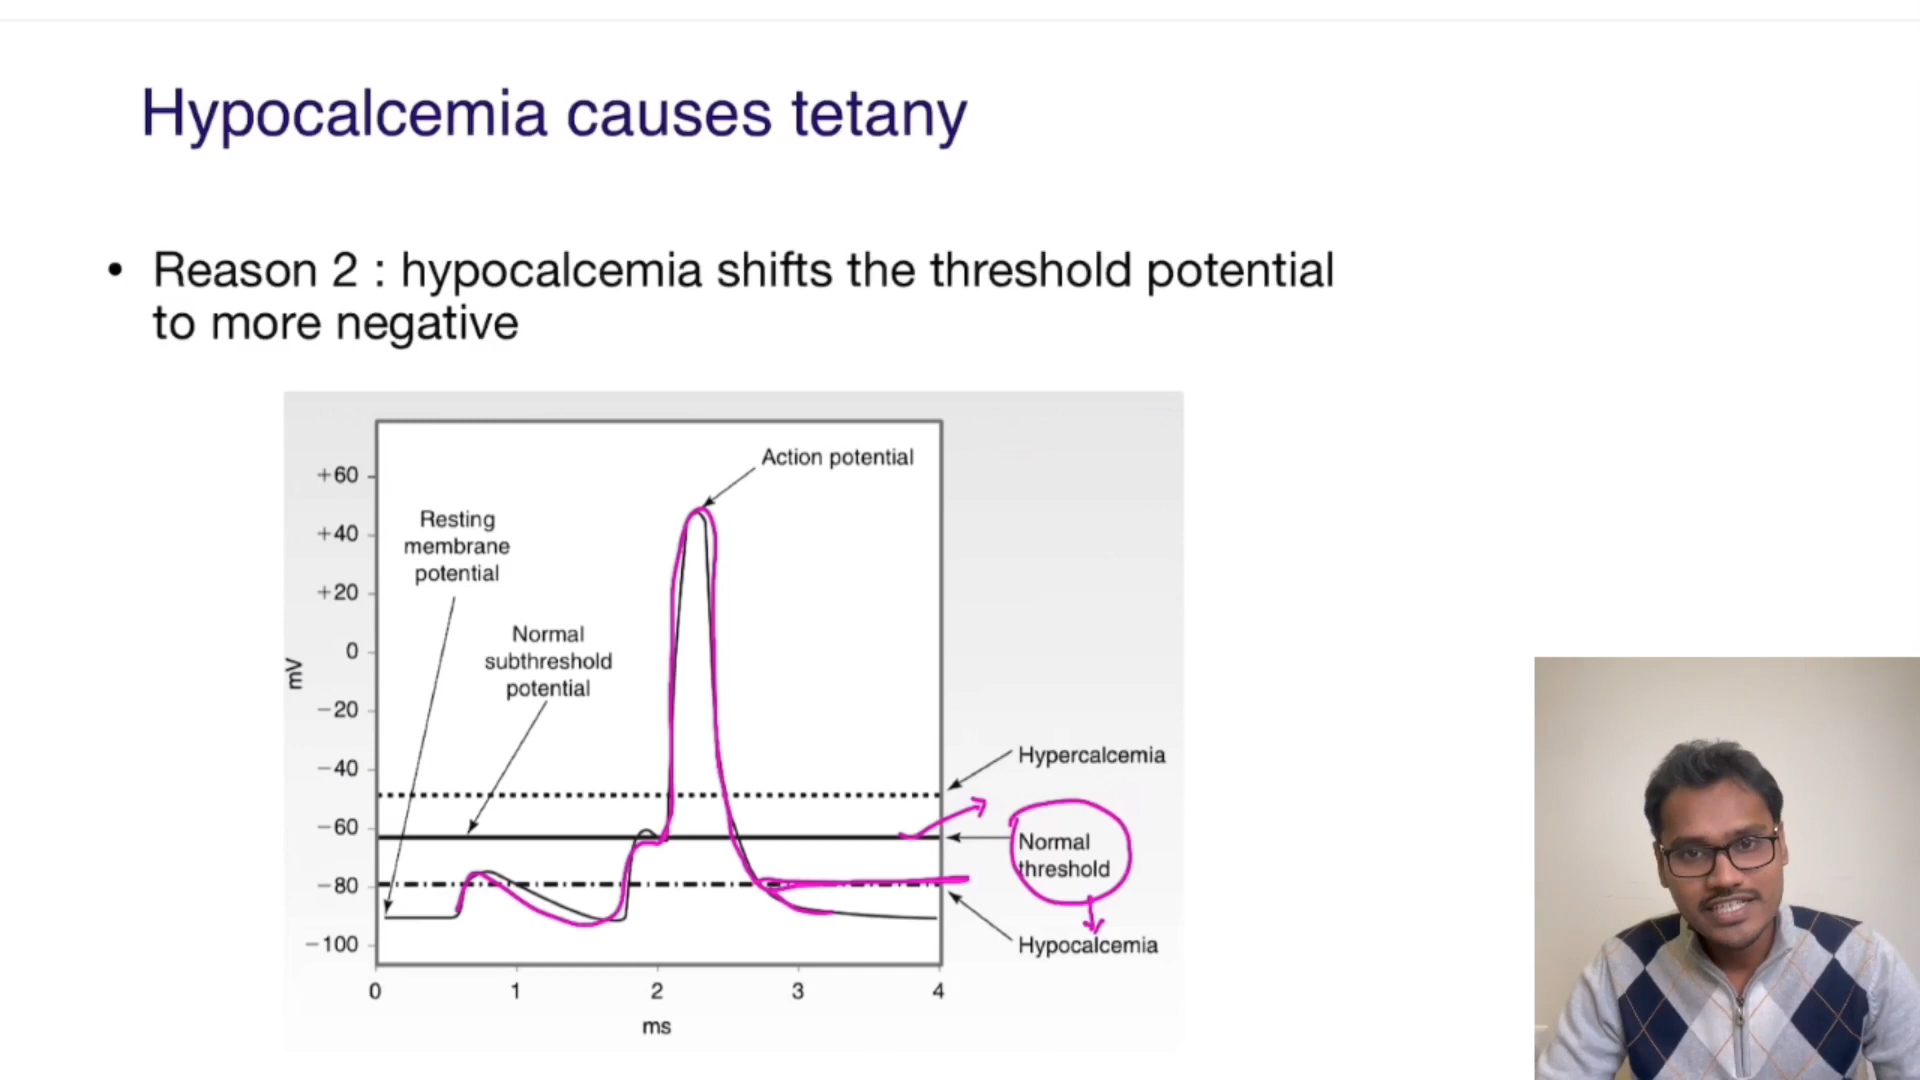 Hypocalcemia causes tetany
• Reason 2 : hypocalcemia shifts the threshold potential
to more negative
Action potential
+60
Resting
membrane
potential
+40
+20
Normal
subthreshold
potential
0
mV
−20
−40
Hypercalcemia
−60
Normal
threshold
−80
Hypocalcemia
−100
0 1 2 3 4
ms